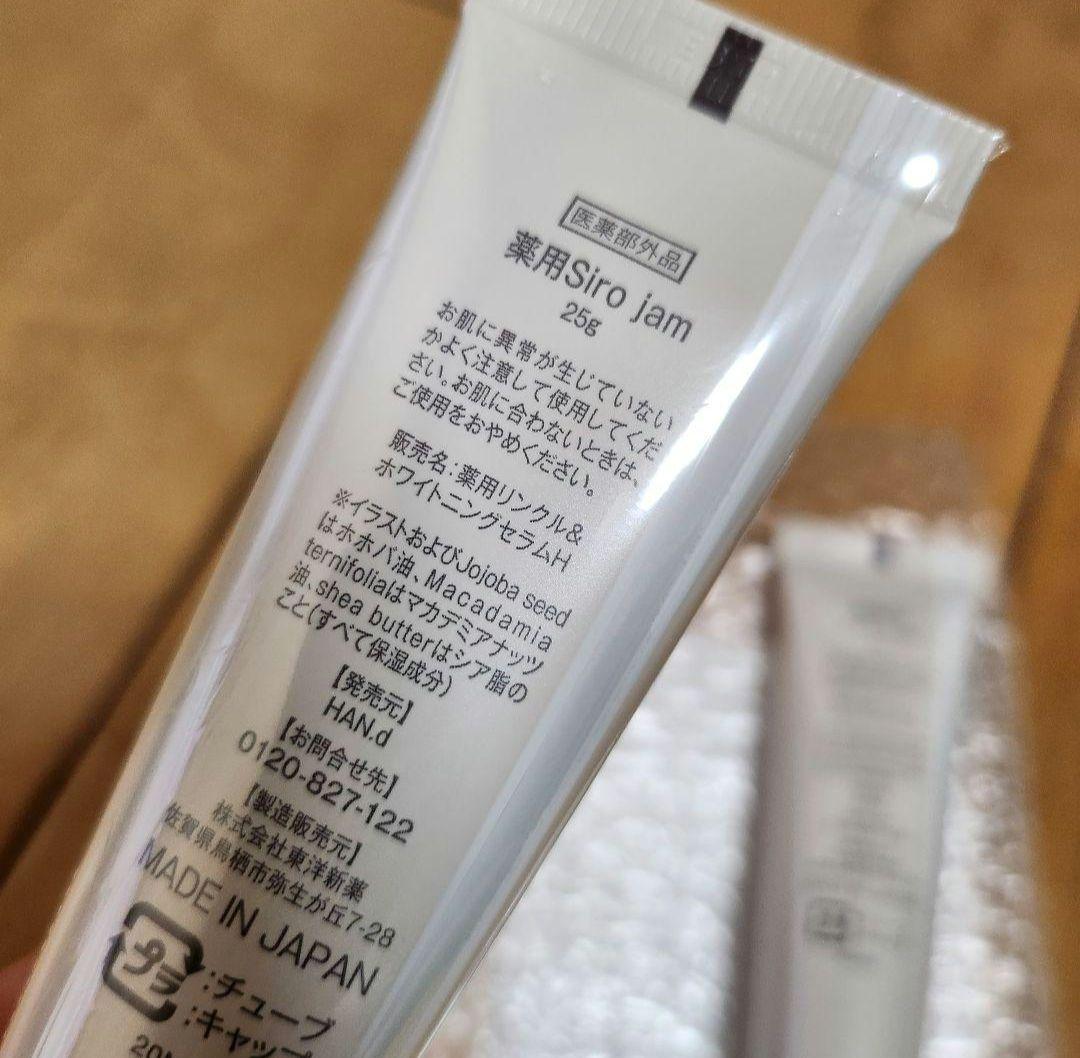 医薬部外品
薬用Siro jam
25g
お肌に異常が生じていない
かよく注意して使用してくだ
さい。お肌に合わないときは、
ご使用をおやめください。
販売名:薬用リンクル&
ホワイトニングセラムH
※イラストおよびJojoba seed
はホホバ油、Macadamia
ternifoliaはマカデミアナッツ
油、shea butterはシア脂の
こと(すべて保湿成分)
【発売元】
HAN.d
【お問合せ先】
0120-827-122
【製造販売元】
株式会社東洋新薬
佐賀県鳥栖市弥生が丘7-28
MADE IN JAPAN
プラ
:チューブ
:キャップ